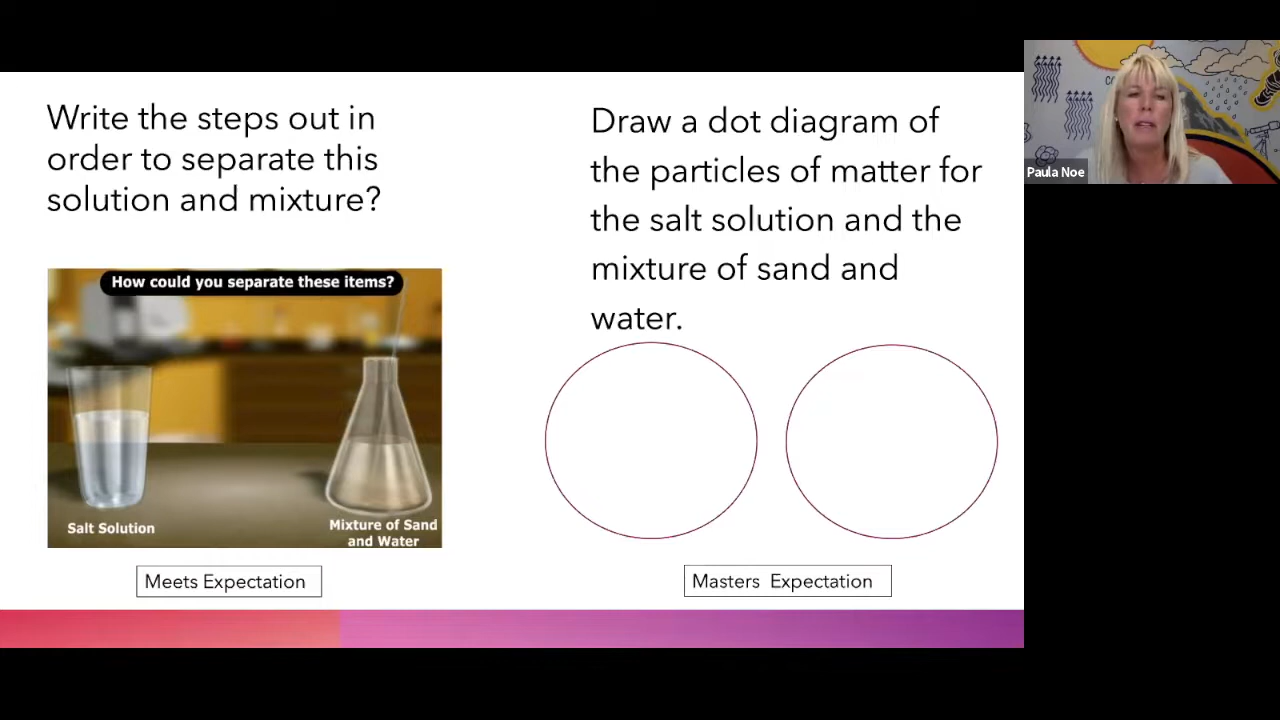 Write the steps out in
order to separate this
solution and mixture?
How could you separate these items?
Salt Solution
Mixture of Sand
and Water
Meets Expectation
Draw a dot diagram of
the particles of matter for
the salt solution and the
mixture of sand and
water.
Masters Expectation
Paula Noe